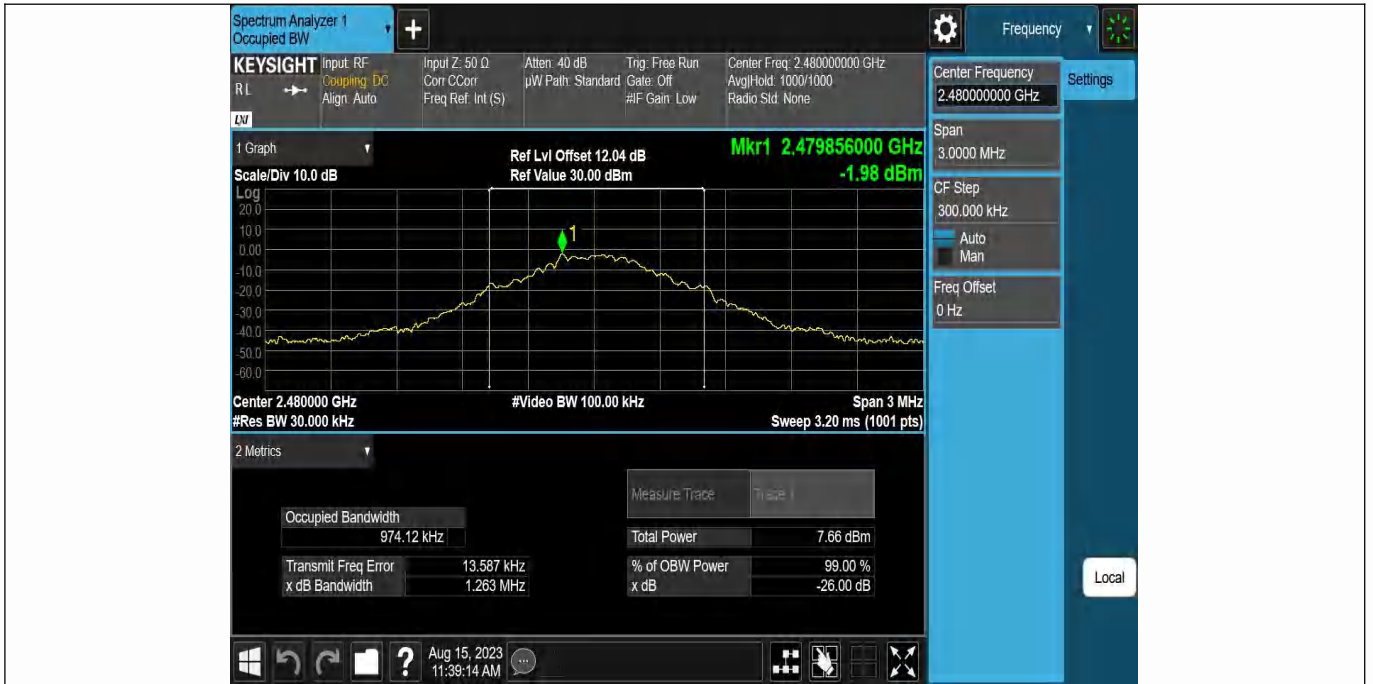 Spectrum Analyzer 1
Occupied BW
+
Frequency
KEYSIGHT
R L
LXI
Input: RF
Coupling: DC
Align: Auto
Input Z: 50 Ω
Corr CCorr
Freq Ref: Int (S)
Atten: 40 dB
µW Path: Standard
Trig: Free Run
Gate: Off
#IF Gain: Low
Center Freq: 2.480000000 GHz
Avg|Hold: 1000/1000
Radio Std: None
Center Frequency
2.480000000 GHz
Settings
Span
3.0000 MHz
CF Step
300.000 kHz
Auto
Man
Freq Offset
0 Hz
1 Graph
Scale/Div 10.0 dB
Ref Lvl Offset 12.04 dB
Ref Value 30.00 dBm
Mkr1 2.479856000 GHz
-1.98 dBm
Log
20.0
10.0
0.00
-10.0
-20.0
-30.0
-40.0
-50.0
-60.0
1
Center 2.480000 GHz
#Video BW 100.00 kHz
Span 3 MHz
#Res BW 30.000 kHz
Sweep 3.20 ms (1001 pts)
2 Metrics
Measure Trace
Trace 1
Occupied Bandwidth
974.12 kHz
Total Power
7.66 dBm
Transmit Freq Error
13.587 kHz
% of OBW Power
99.00 %
x dB Bandwidth
1.263 MHz
x dB
-26.00 dB
Local
?
Aug 15, 2023
11:39:14 AM